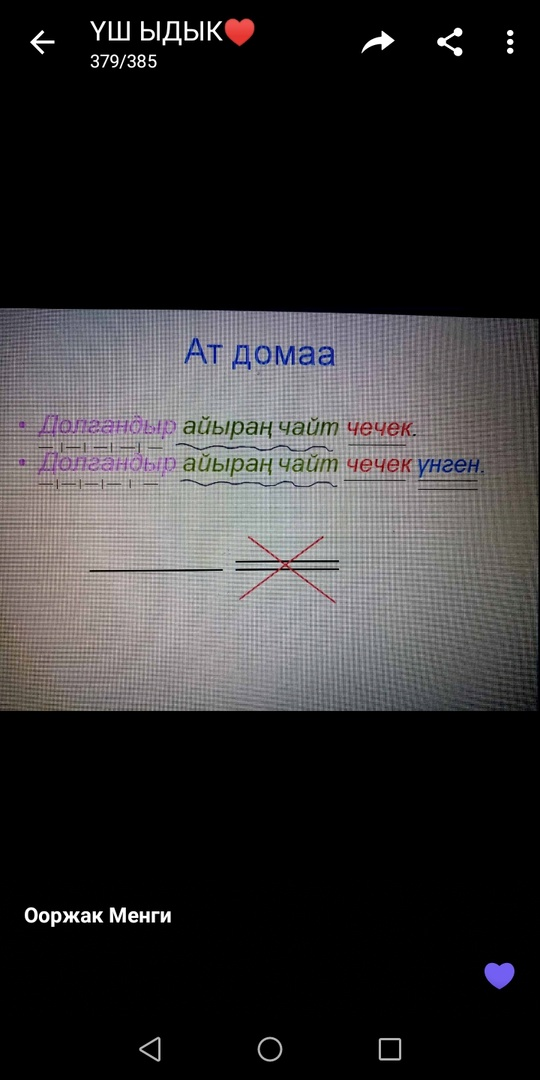 ҮШ ЫДЫК❤️
379/385
Ат домаа
• Долгандыр айыраң чайт чечек.
• Долгандыр айыраң чайт чечек үнген.
Ооржак Менги